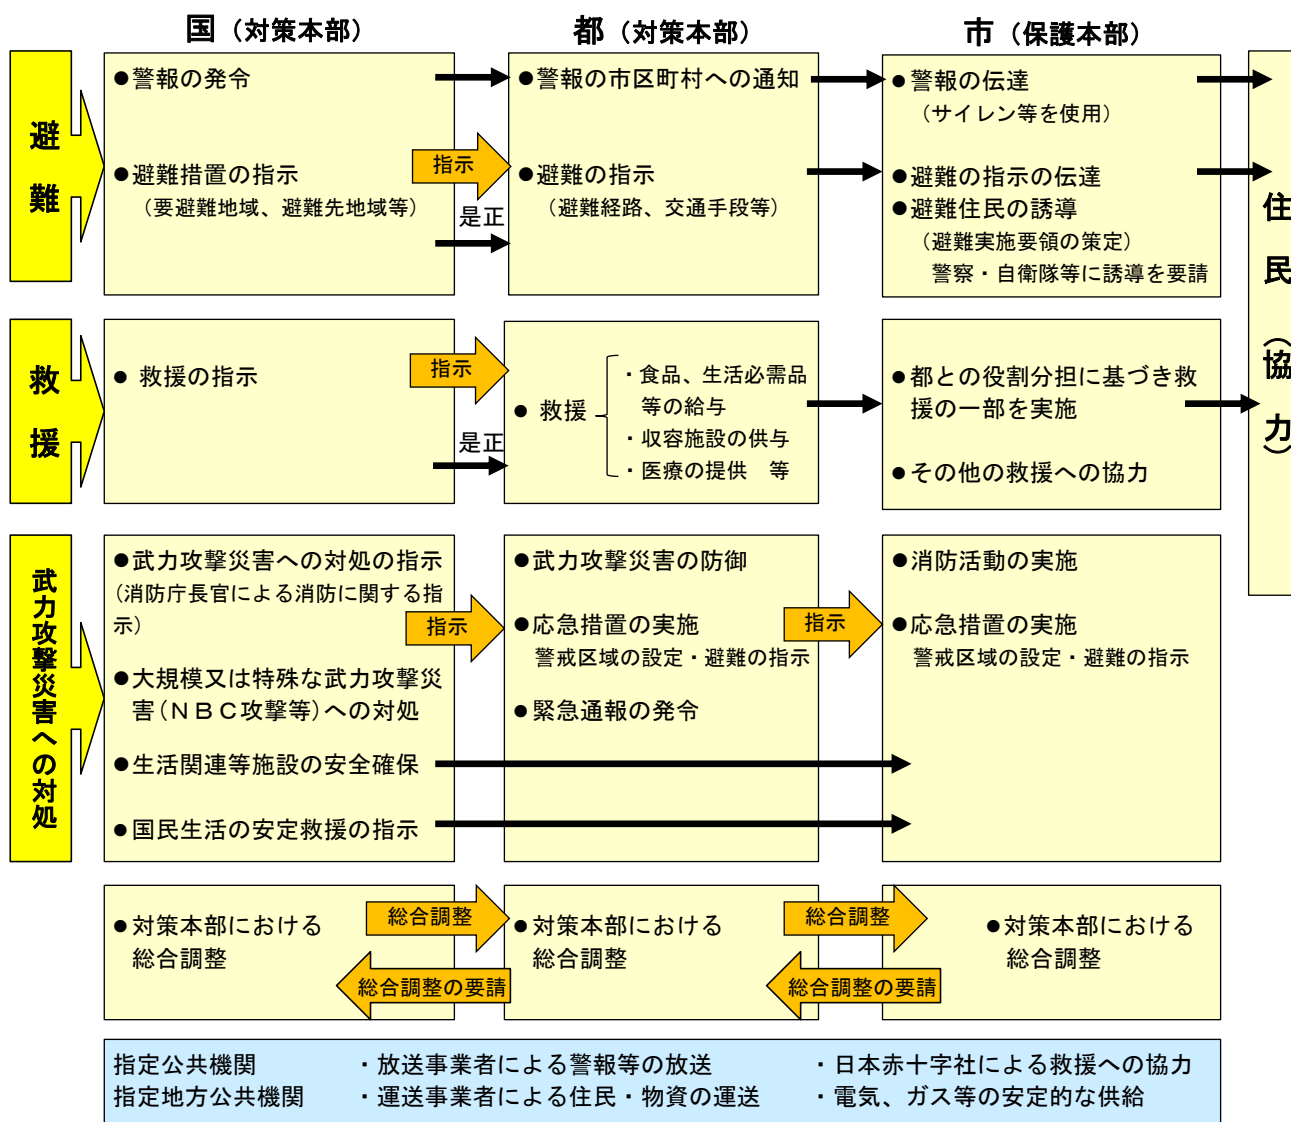 国（対策本部）
都（対策本部）
市（保護本部）
避難
●警報の発令
●避難措置の指示
（要避難地域、避難先地域等）
指示
是正
●警報の市区町村への通知
●避難の指示
（避難経路、交通手段等）
●警報の伝達
（サイレン等を使用）
●避難の指示の伝達
●避難住民の誘導
（避難実施要領の策定）
警察・自衛隊等に誘導を要請
住民（協力）
救援
● 救援の指示
指示
是正
● 救援
・食品、生活必需品
等の給与
・収容施設の供与
・医療の提供　等
●都との役割分担に基づき救
援の一部を実施
●その他の救援への協力
武力攻撃災害への対処
●武力攻撃災害への対処の指示
（消防庁長官による消防に関する指
示）
●大規模又は特殊な武力攻撃災
害（ＮＢＣ攻撃等）への対処
●生活関連等施設の安全確保
●国民生活の安定救援の指示
指示
●武力攻撃災害の防御
●応急措置の実施
警戒区域の設定・避難の指示
●緊急通報の発令
指示
●消防活動の実施
●応急措置の実施
警戒区域の設定・避難の指示
●対策本部における
総合調整
総合調整
総合調整の要請
●対策本部における
総合調整
総合調整
総合調整の要請
●対策本部における
総合調整
指定公共機関　・放送事業者による警報等の放送　・日本赤十字社による救援への協力
指定地方公共機関　・運送事業者による住民・物資の運送　・電気、ガス等の安定的な供給